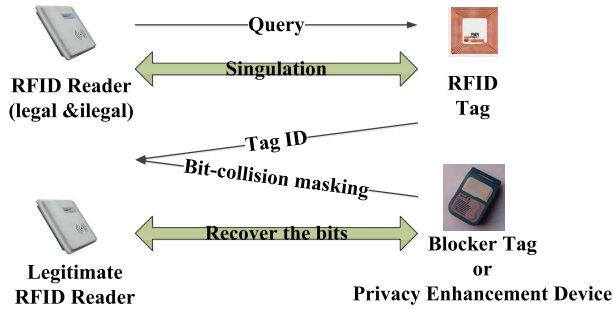 Query
RFID Reader
(legal &ilegal)
Singulation
RFID
Tag
Tag ID
Bit-collision masking
Legitimate
RFID Reader
Recover the bits
Blocker Tag
or
Privacy Enhancement Device